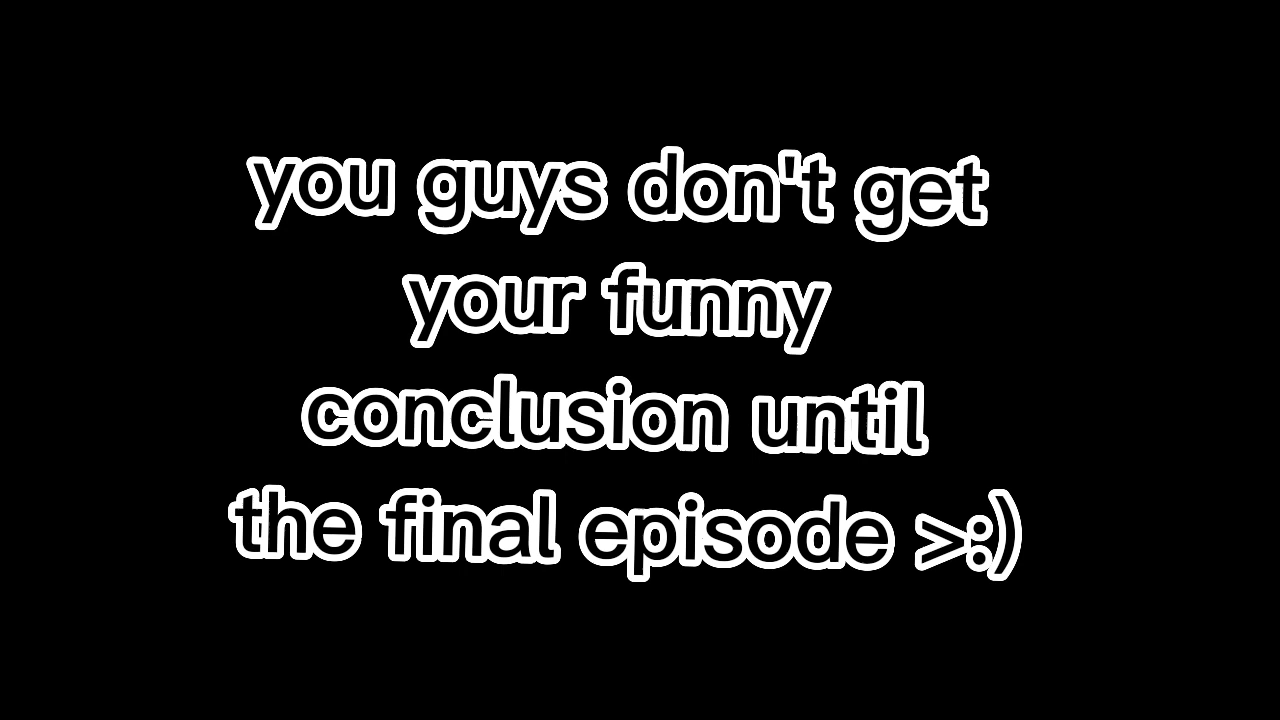 you guys don't get
your funny
conclusion until
the final episode >:)